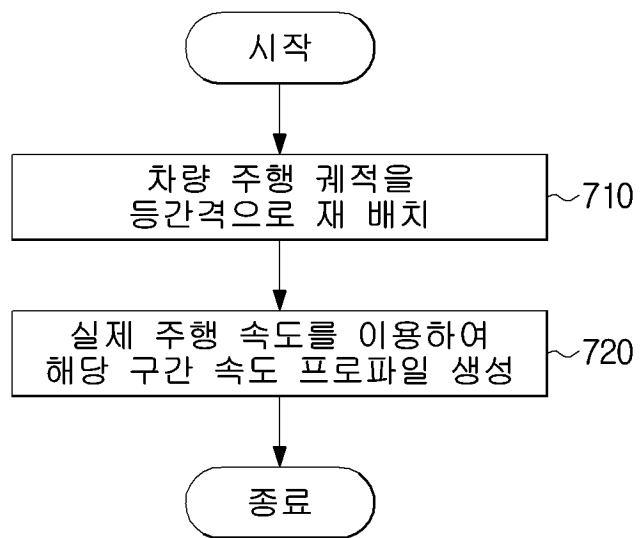 시작
차량 주행 궤적을
등간격으로 재 배치
710
실제 주행 속도를 이용하여
해당 구간 속도 프로파일 생성
720
종료